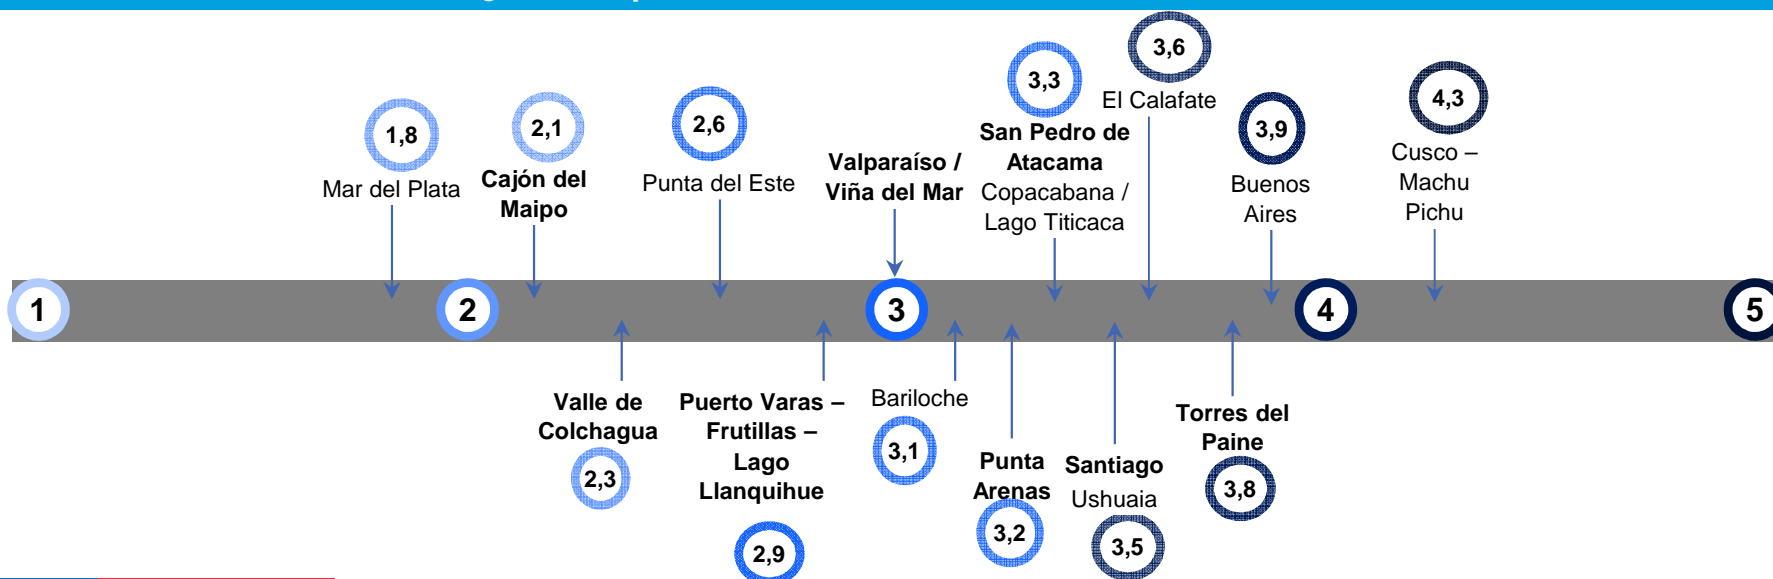 3,6
3,3
El Calafate
4,3
1,8
2,1
2,6
3,9
San Pedro de
Atacama
Copacabana /
Lago Titicaca
Valparaíso /
Viña del Mar
Cusco –
Machu
Pichu
Mar del Plata
Cajón del
Maipo
Punta del Este
Buenos
Aires
1
2
3
4
5
Valle de
Colchagua
2,3
Puerto Varas –
Frutillas –
Lago
Llanquihue
2,9
Bariloche
3,1
Punta
Arenas
3,2
Santiago
Ushuaia
3,5
Torres del
Paine
3,8